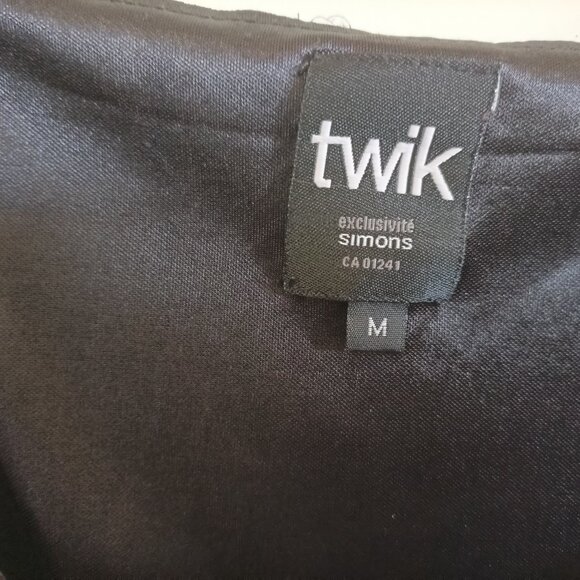 twik
exclusivité
simons
CA 01241
M